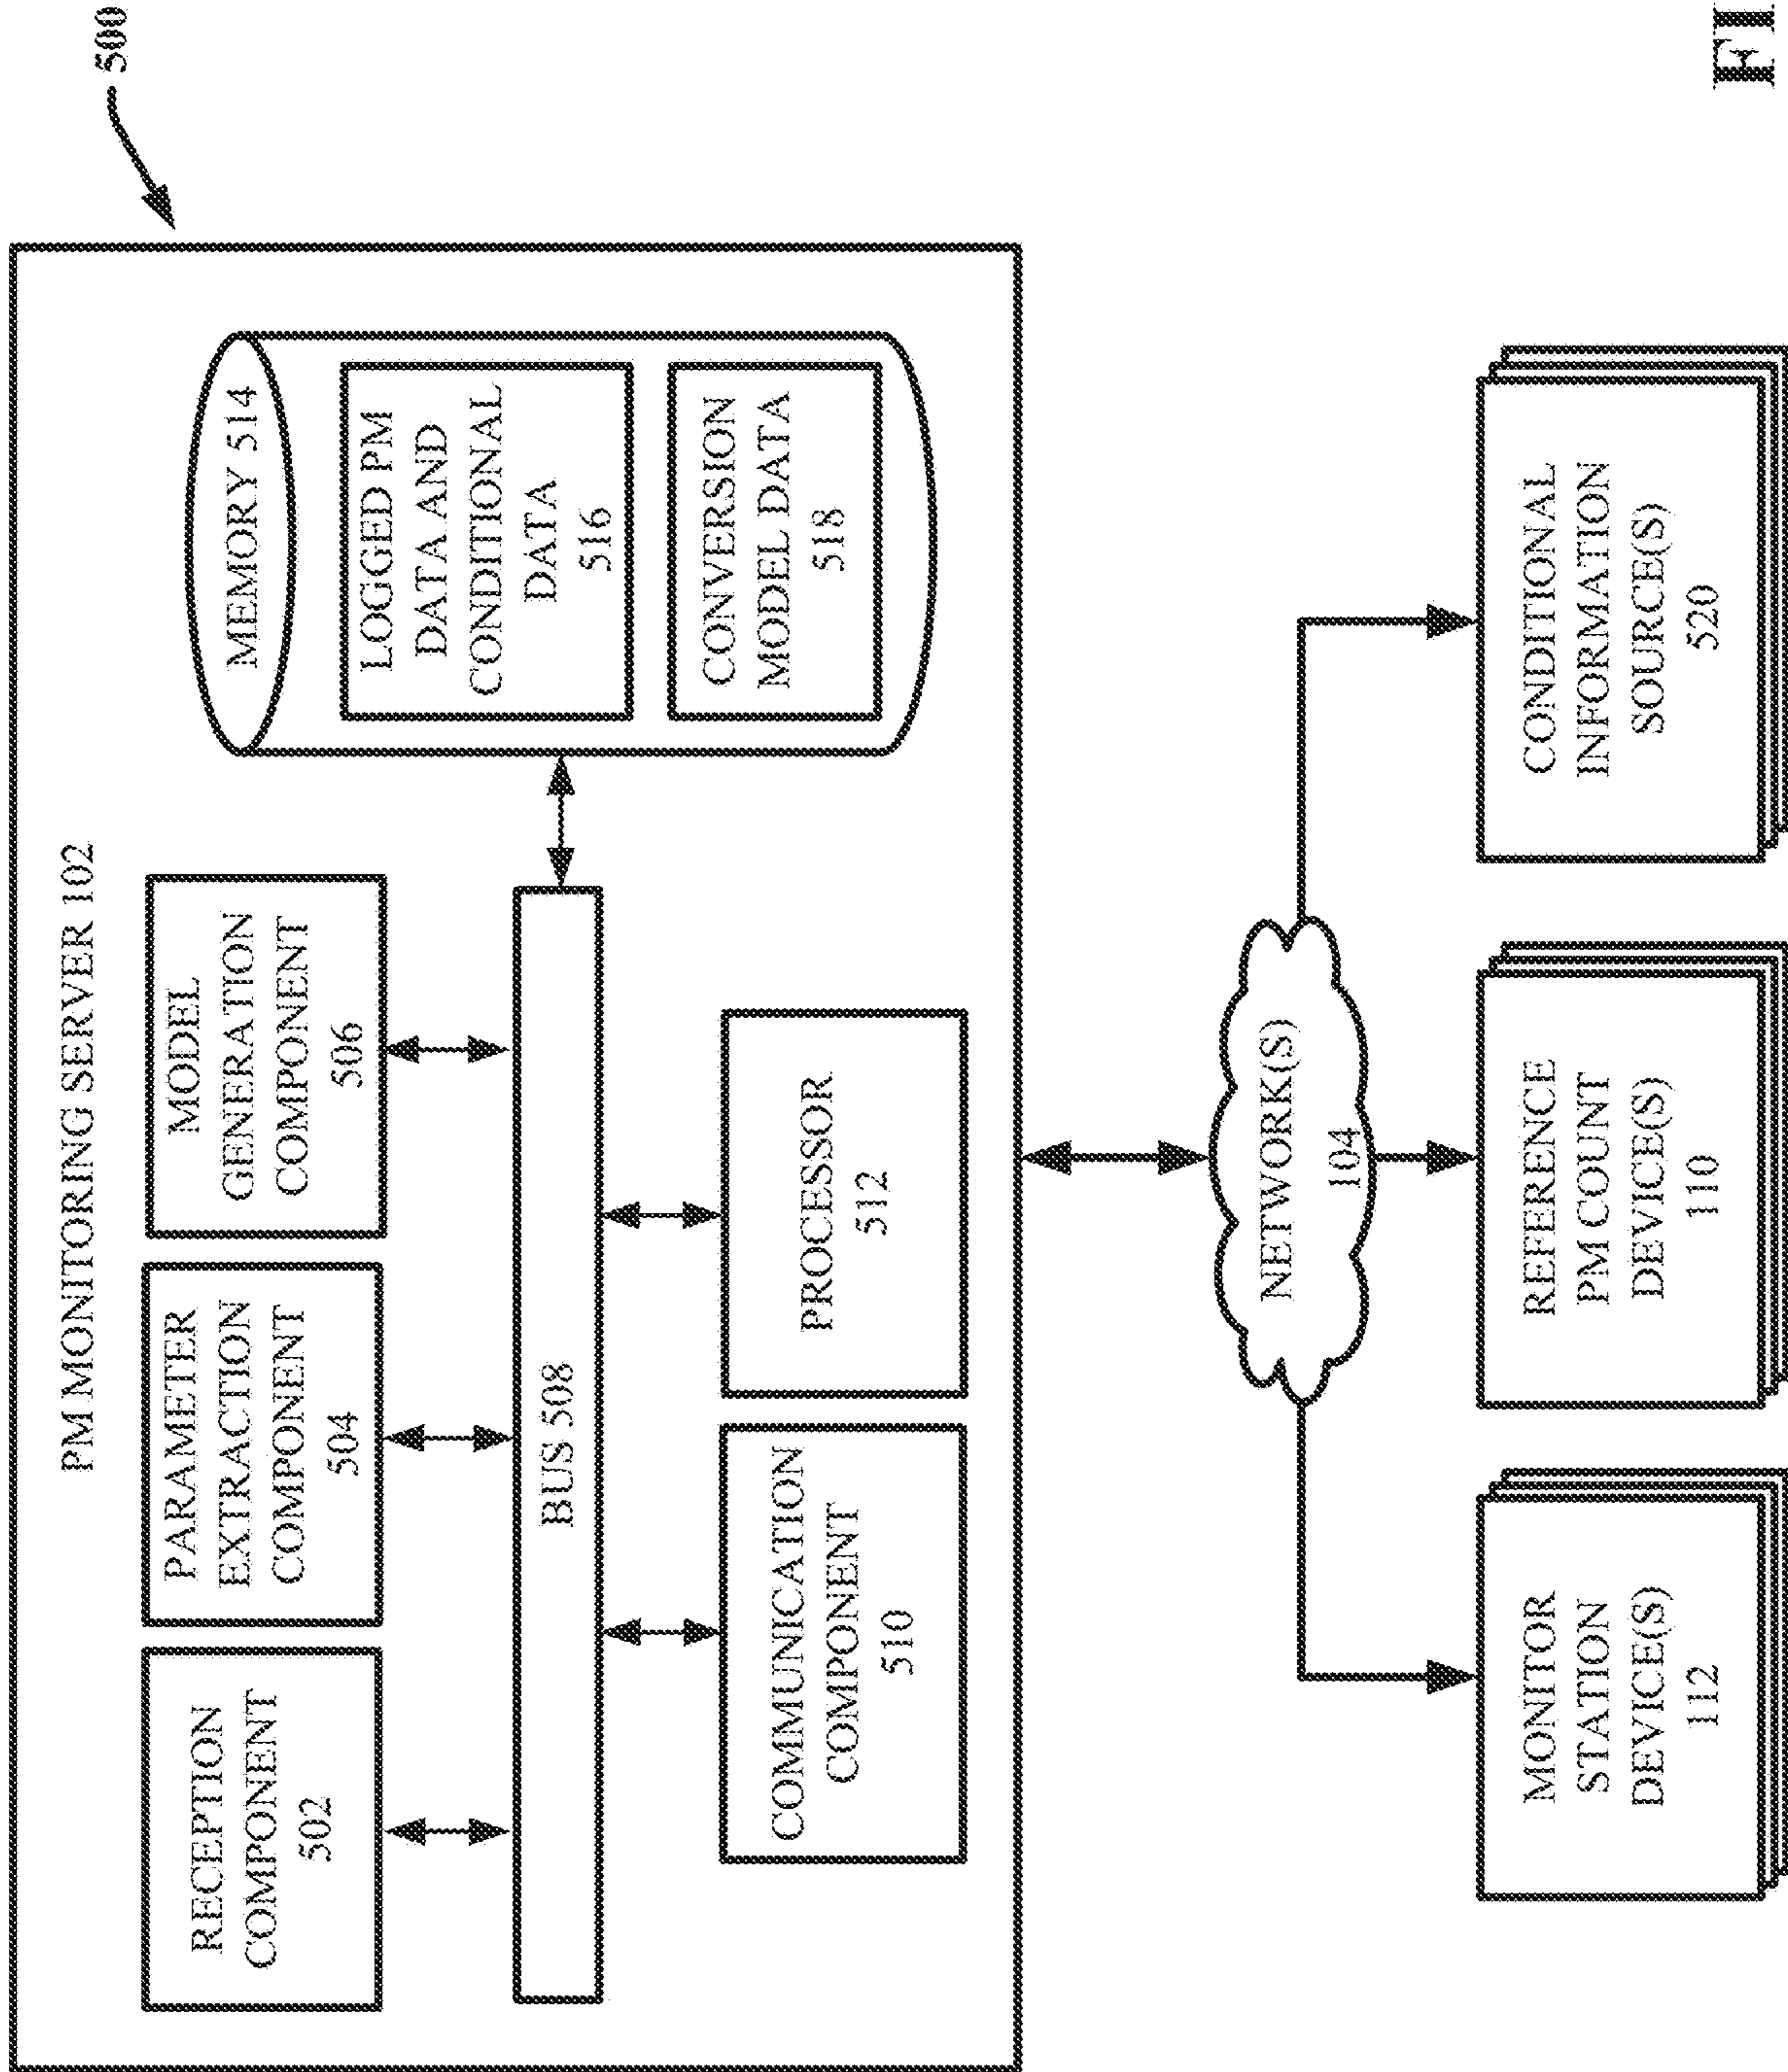 500
PM MONITORING SERVER 102
RECEPTION
COMPONENT
502
PARAMETER
EXTRACTION
COMPONENT
504
MODEL
GENERATION
COMPONENT
506
MEMORY 514
LOGGED PM
DATA AND
CONDITIONAL
DATA
516
CONVERSION
MODEL DATA
518
BUS 508
COMMUNICATION
COMPONENT
510
PROCESSOR
512
NETWORK(S)
104
MONITOR
STATION
DEVICE(S)
112
REFERENCE
PM COUNT
DEVICE(S)
110
CONDITIONAL
INFORMATION
SOURCE(S)
520
FI